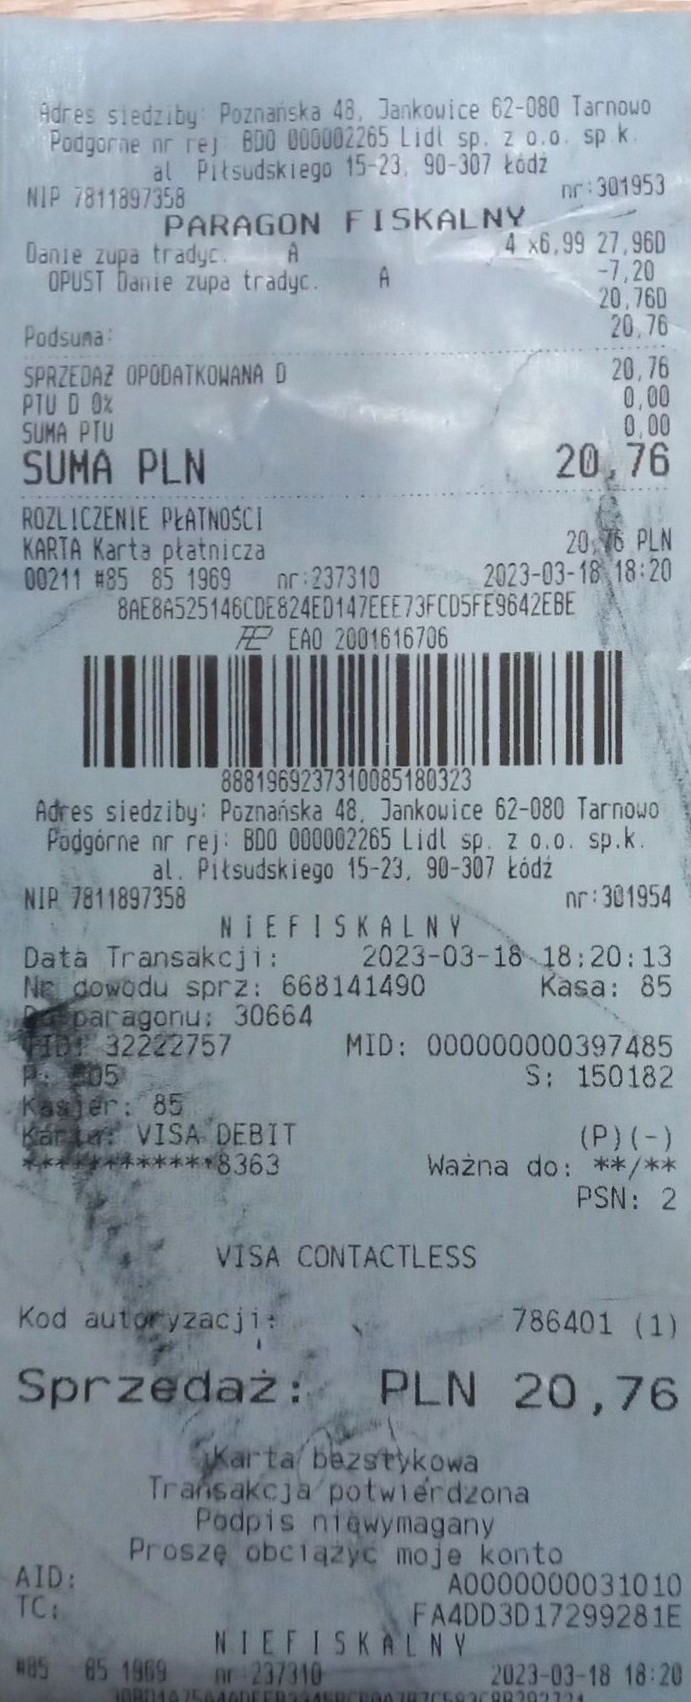 Adres siedziby: Poznańska 48, Jankowice 62-080 Tarnowo
Podgórne nr rej: BDO 000002265 Lidl sp. z o.o. sp.k.
al. Piłsudskiego 15-23, 90-307 Łódź
NIP 7811897358 nr:301953
PARAGON FISKALNY
Danie zupa tradyc. A 4 x6,99 27,96D
OPUST Danie zupa tradyc. A -7,20
20,76D
Podsuma: 20,76
SPRZEDAŻ OPODATKOWANA D 20,76
PTU D 0% 0,00
SUMA PTU 0,00
SUMA PLN 20,76
ROZLICZENIE PŁATNOŚCI
KARTA Karta płatnicza 20,76 PLN
00211 #85 85 1969 nr:237310 2023-03-18 18:20
8AE8A525146CDE824ED147EEE73FCD5FE9642EBE
EAO 2001616706
8881969237310085180323
Adres siedziby: Poznańska 48, Jankowice 62-080 Tarnowo
Podgórne nr rej: BDO 000002265 Lidl sp. z o.o. sp.k.
al. Piłsudskiego 15-23, 90-307 Łódź
NIP 7811897358 nr:301954
NIEFISKALNY
Data Transakcji: 2023-03-18 18:20:13
Nr dowodu sprz: 668141490 Kasa: 85
Do paragonu: 30664
TID: 32222757 MID: 000000000397485
P: S: 150182
Kasjer: 85
Karta: VISA DEBIT (P)(-)
************8363 Ważna do: **/**
PSN: 2
VISA CONTACTLESS
Kod autoryzacji: 786401 (1)
Sprzedaż: PLN 20,76
Karta bezstykowa
Transakcja potwierdzona
Podpis niewymagany
Proszę obciążyć moje konto
AID: A0000000031010
TC: FA4DD3D17299281E
NIEFISKALNY
#85 85 1969 nr:237310 2023-03-18 18:20